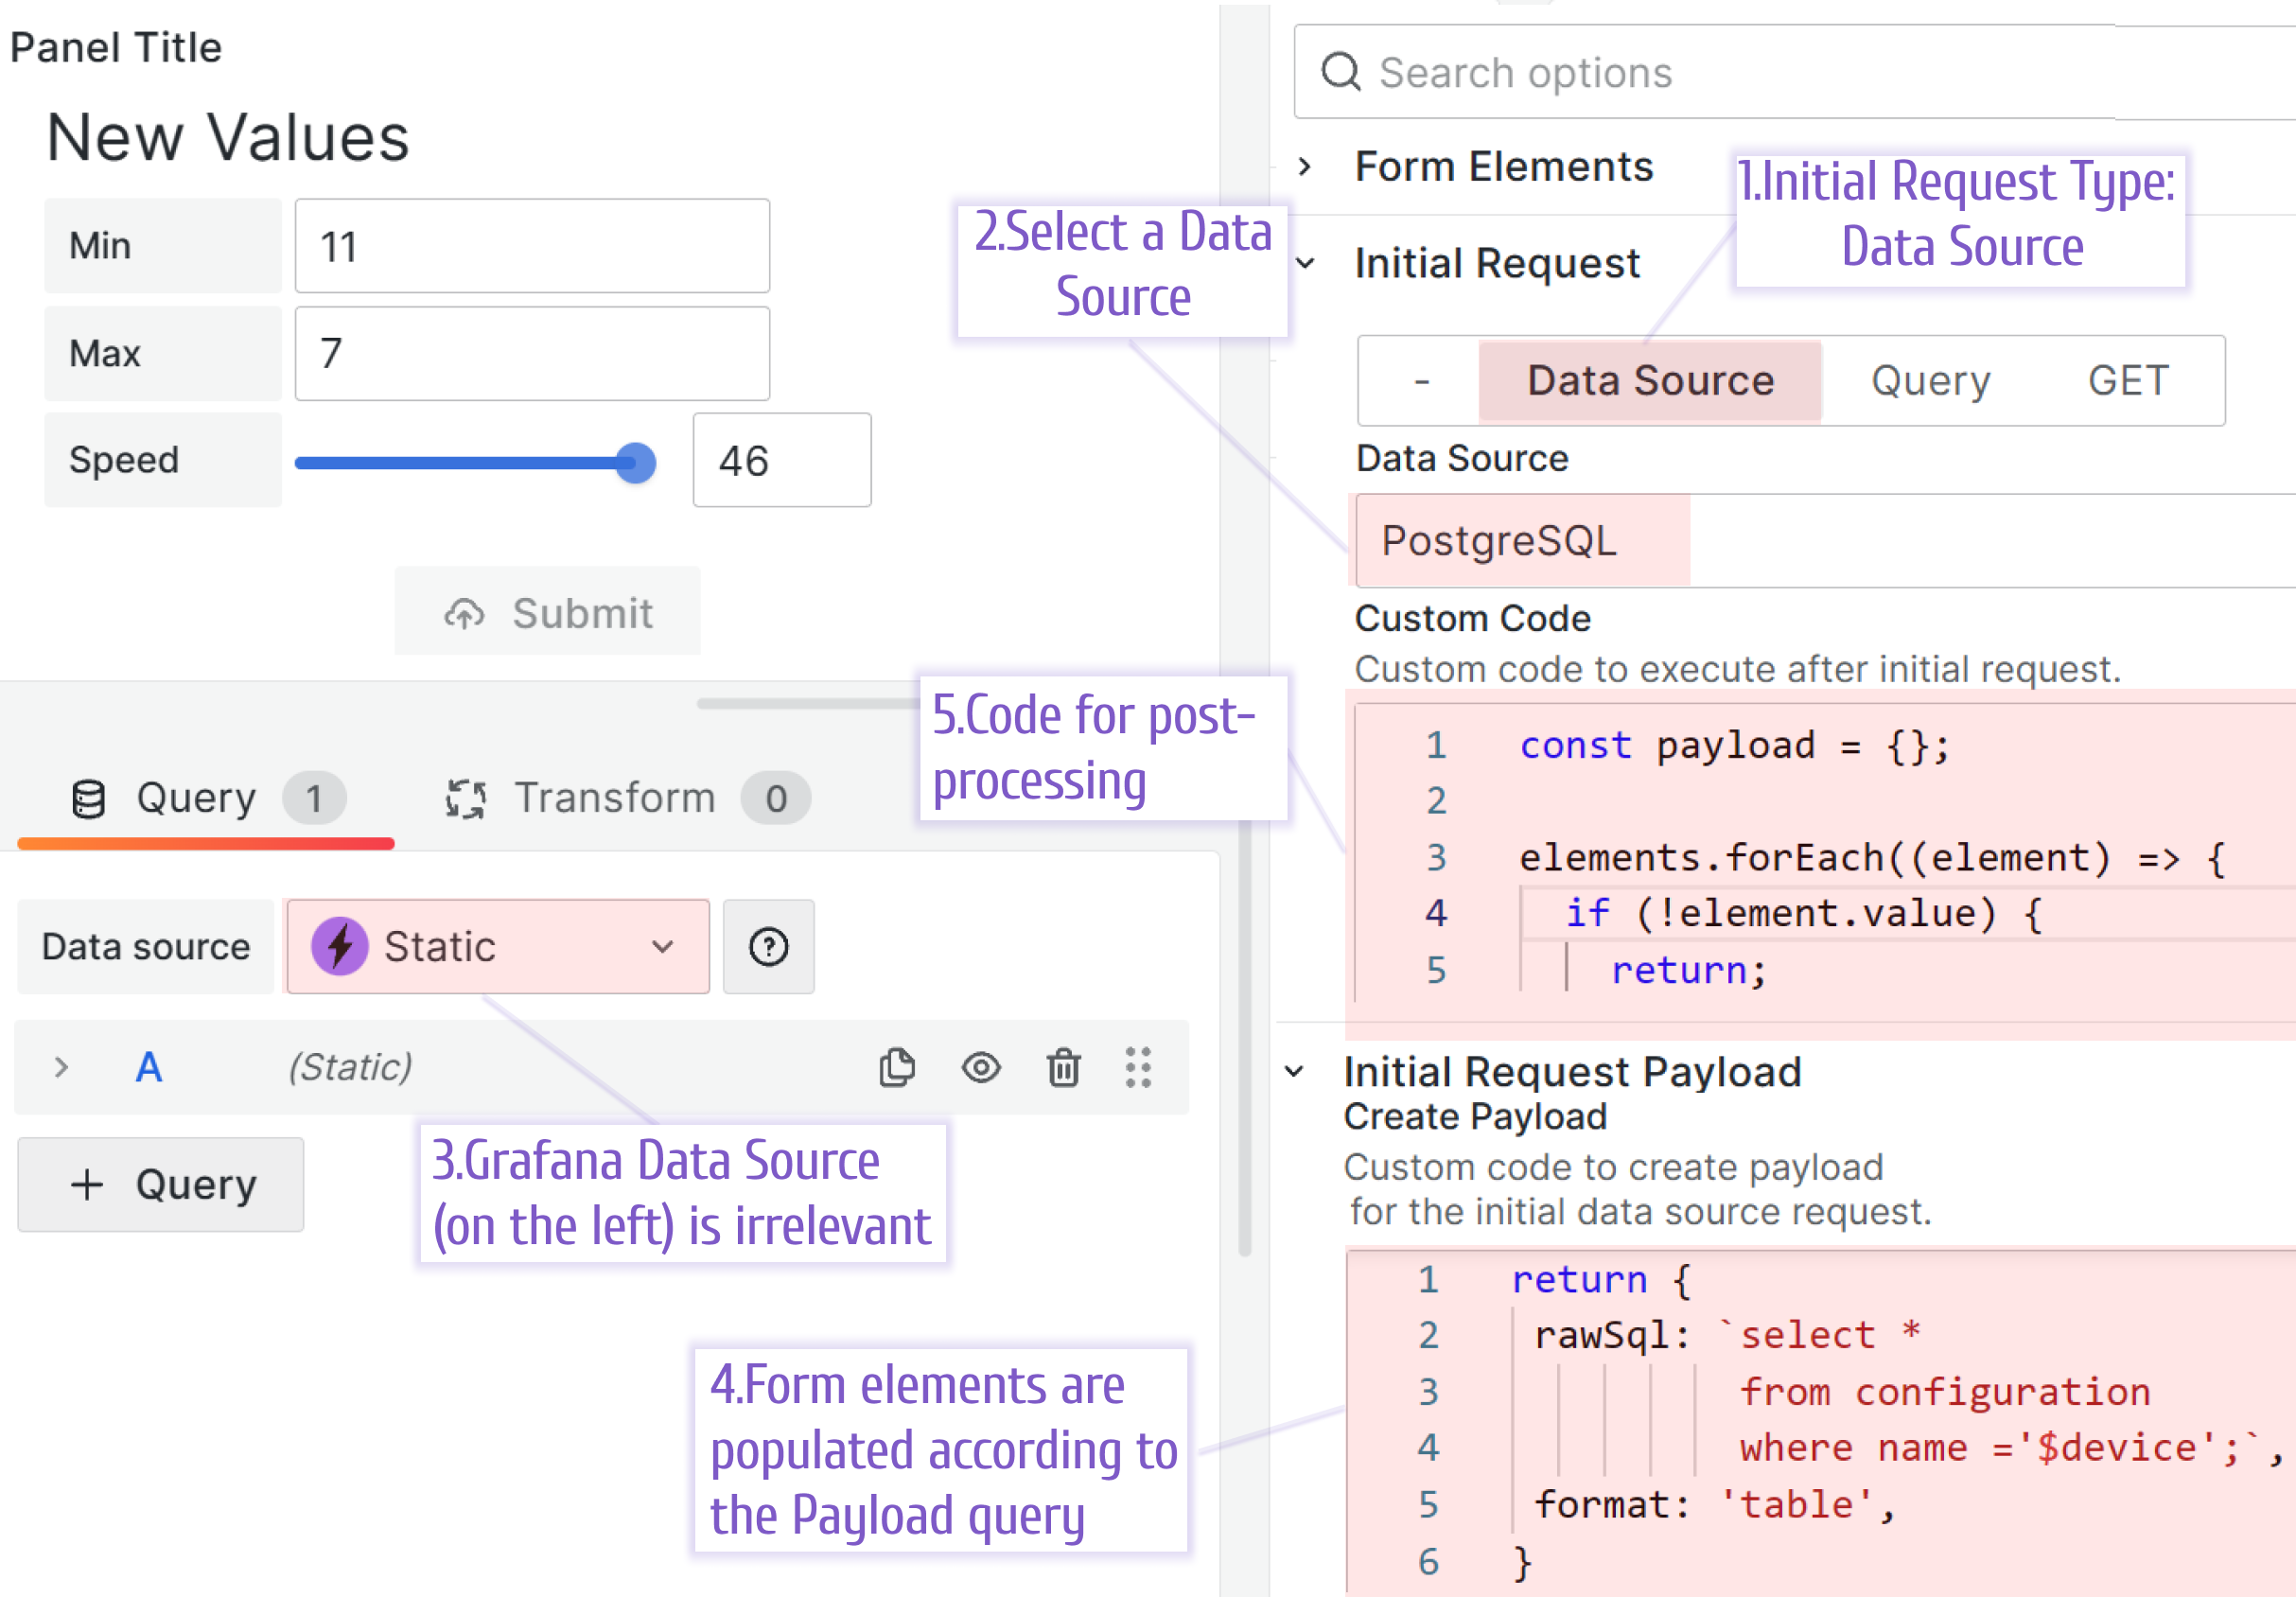 Panel Title
New Values
Min
11
Max
7
Speed
46
Submit
Query 1
Transform 0
Data source
Static
A
(Static)
+ Query
Search options
Form Elements
Initial Request
- Data Source Query GET
Data Source
PostgreSQL
Custom Code
Custom code to execute after initial request.
1 const payload = {};
2
3 elements.forEach((element) => {
4 if (!element.value) {
5 return;
Initial Request Payload
Create Payload
Custom code to create payload
for the initial data source request.
1 return {
2 rawSql: `select *
3 from configuration
4 where name ='$device';`,
5 format: 'table',
6 }
1.Initial Request Type:
Data Source
2.Select a Data
Source
3.Grafana Data Source
(on the left) is irrelevant
4.Form elements are
populated according to
the Payload query
5.Code for post-
processing